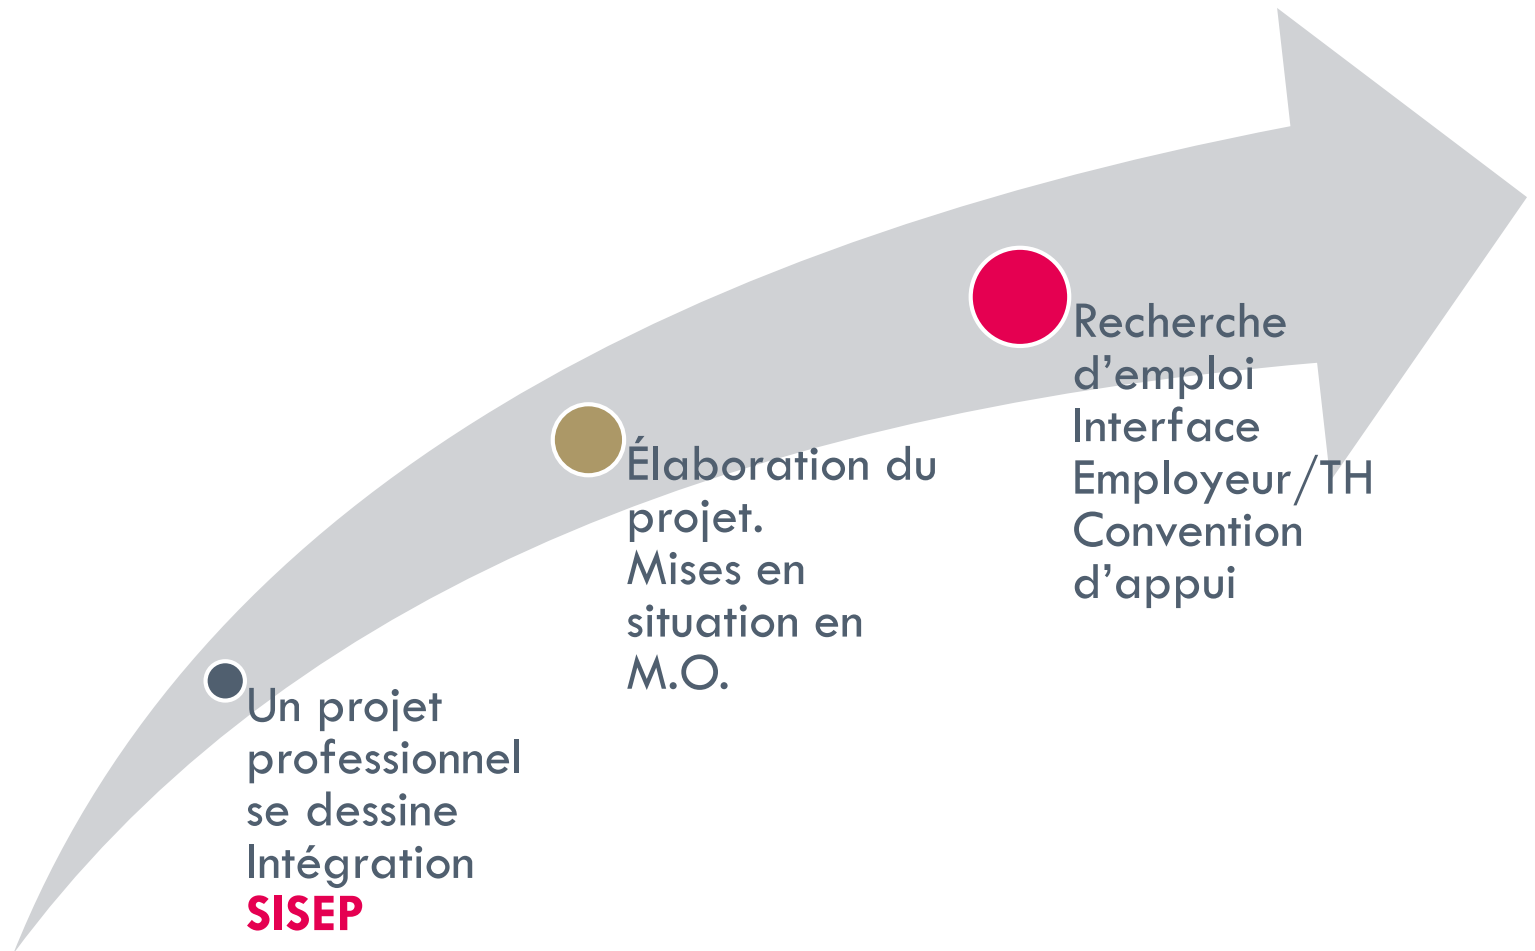 Un projet
professionnel
se dessine
Intégration
SISEP
Élaboration du
projet.
Mises en
situation en
M.O.
Recherche
d’emploi
Interface
Employeur/TH
Convention
d’appui